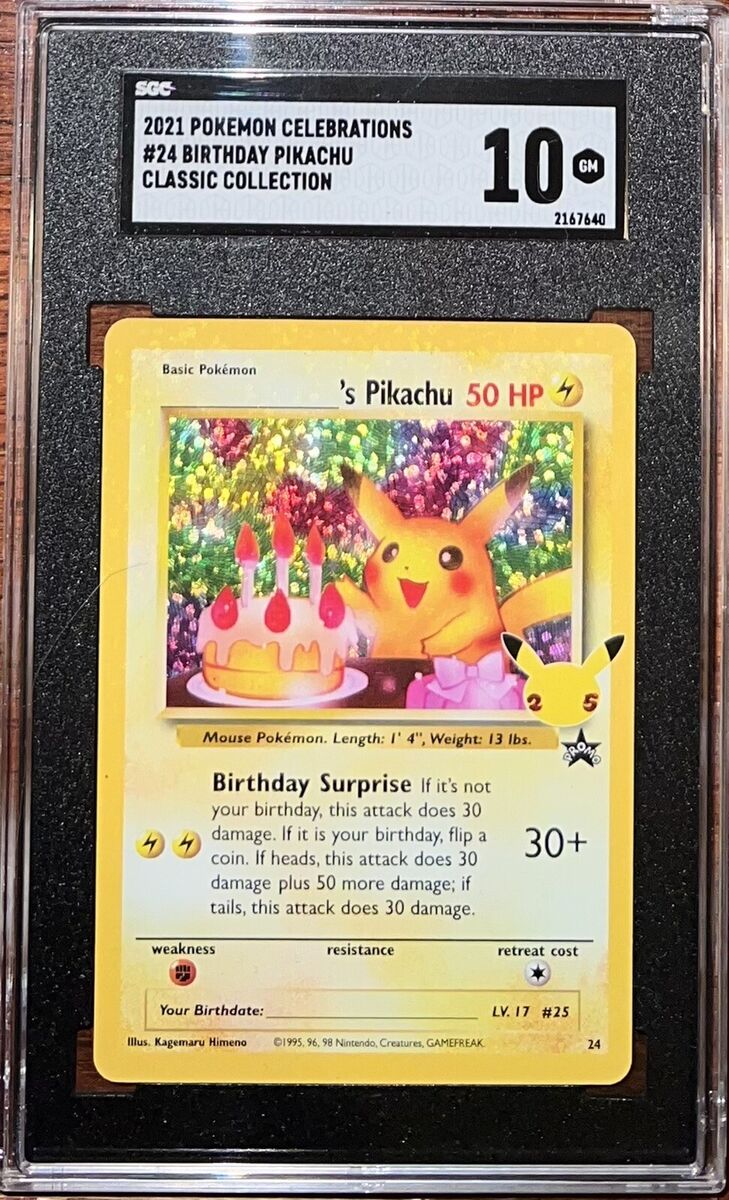 SGC
2021 POKEMON CELEBRATIONS
#24 BIRTHDAY PIKACHU
CLASSIC COLLECTION
10 GM
2167640
Basic Pokémon
's Pikachu 50 HP
25
Mouse Pokémon. Length: 1' 4", Weight: 13 lbs.
PROMO
Birthday Surprise If it's not
your birthday, this attack does 30
damage. If it is your birthday, flip a
coin. If heads, this attack does 30
damage plus 50 more damage; if
tails, this attack does 30 damage.
30+
weakness resistance retreat cost
Your Birthdate: LV. 17 #25
Illus. Kagemaru Himeno ©1995, 96, 98 Nintendo, Creatures, GAMEFREAK. 24